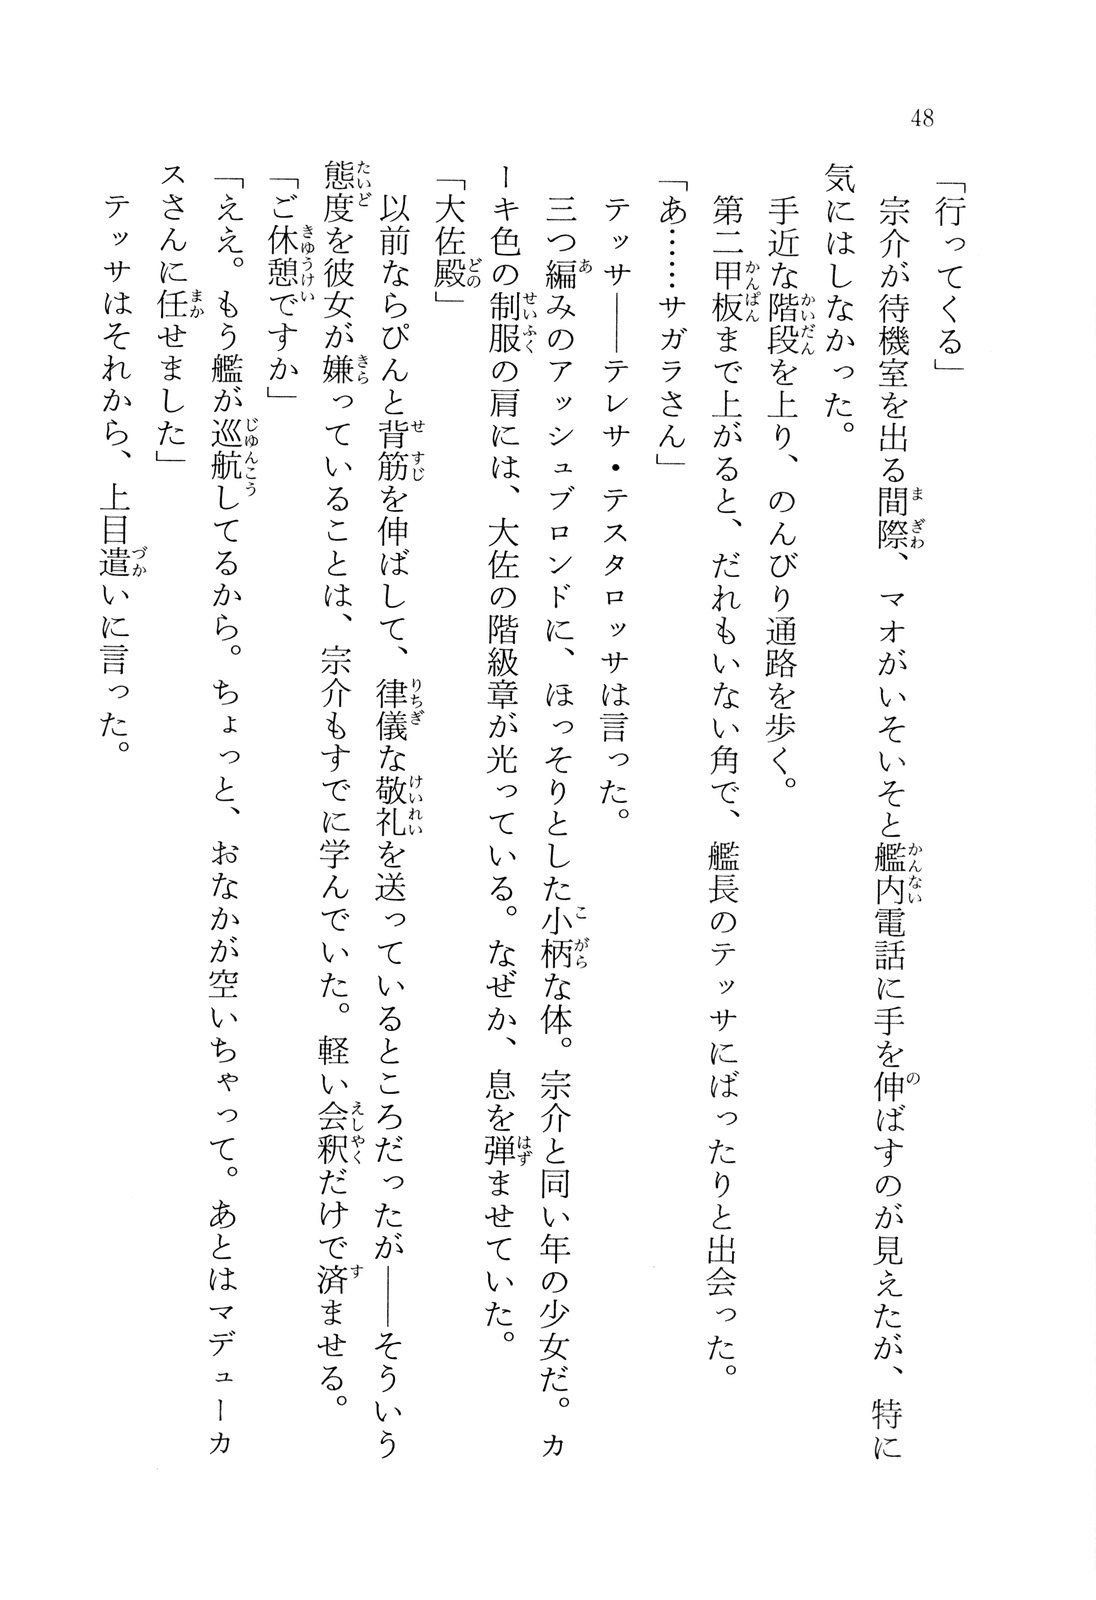 48
「行ってくる」
宗介が待機室を出る間際、マオがいそいそと艦内電話に手を伸ばすのが見えたが、特に
気にはしなかった。
手近な階段を上り、のんびり通路を歩く。
第二甲板まで上がると、だれもいない角で、艦長のテッサにばったりと出会った。
「あ……サガラさん」
テッサ――テレサ・テスタロッサは言った。
三つ編みのアッシュブロンドに、ほっそりとした小柄な体。宗介と同い年の少女だ。カ
ーキ色の制服の肩には、大佐の階級章が光っている。なぜか、息を弾ませていた。
「大佐殿」
以前ならぴんと背筋を伸ばして、律儀な敬礼を送っているところだったが――そういう
態度を彼女が嫌っていることは、宗介もすでに学んでいた。軽い会釈だけで済ませる。
「ご休憩ですか」
「ええ。もう艦が巡航してるから。ちょっと、おなかが空いちゃって。あとはマデューカ
スさんに任せました」
テッサはそれから、上目遣いに言った。